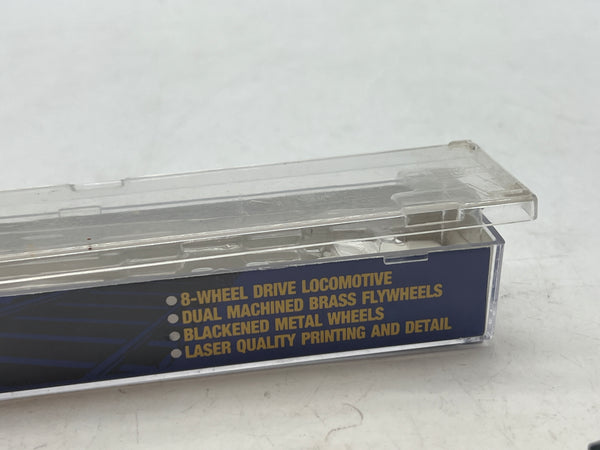 ● 8-WHEEL DRIVE LOCOMOTIVE
● DUAL MACHINED BRASS FLYWHEELS
● BLACKENED METAL WHEELS
● LASER QUALITY PRINTING AND DETAIL